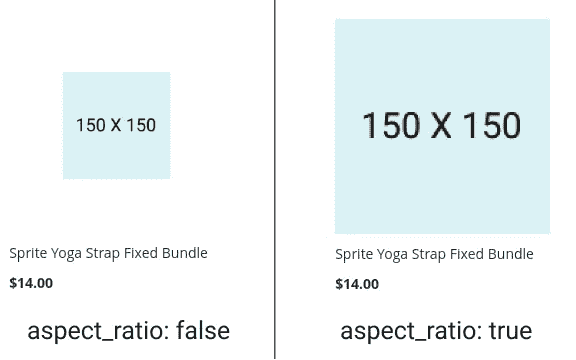 150 X 150
Sprite Yoga Strap Fixed Bundle
$14.00
aspect_ratio: false
150 X 150
Sprite Yoga Strap Fixed Bundle
$14.00
aspect_ratio: true